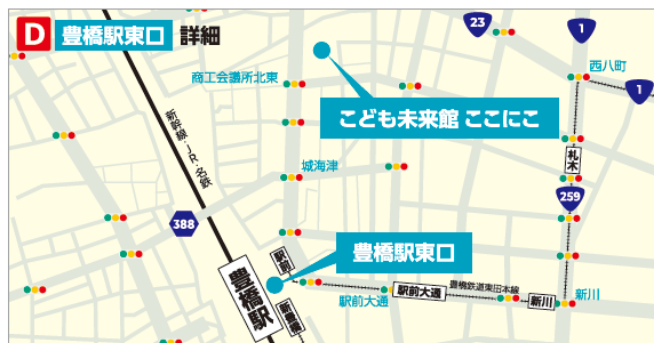 D 豊橋駅東口 詳細
23
1
西八町
商工会議所北東
1
こども未来館 ここにこ
新幹線・JR・名鉄
札木
城海津
259
388
豊橋駅東口
駅前
豊橋駅
豊橋鉄道東田本線
駅前大通
駅前大通
新川
新川
新豊橋